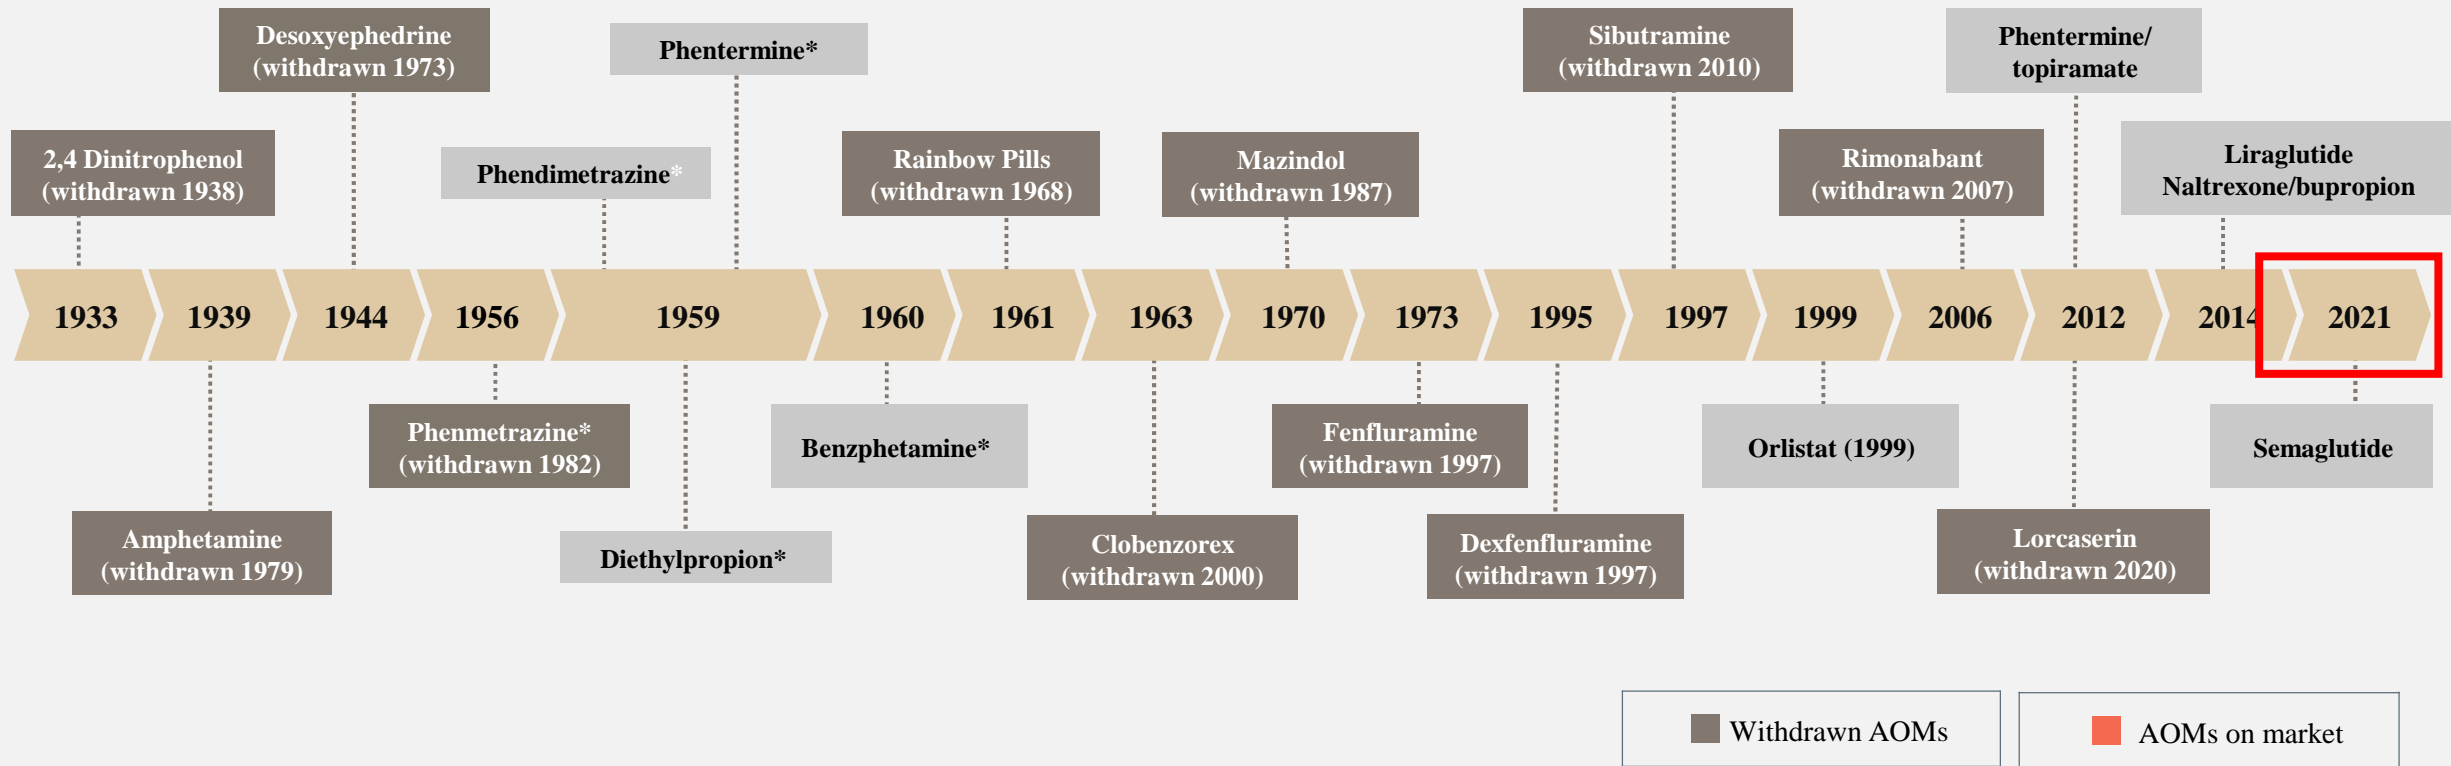 Desoxyephedrine
(withdrawn 1973)
Phentermine*
Sibutramine
(withdrawn 2010)
Phentermine/
topiramate
2,4 Dinitrophenol
(withdrawn 1938)
Phendimetrazine*
Rainbow Pills
(withdrawn 1968)
Mazindol
(withdrawn 1987)
Rimonabant
(withdrawn 2007)
Liraglutide
Naltrexone/bupropion
1933 1939 1944 1956 1959 1960 1961 1963 1970 1973 1995 1997 1999 2006 2012 2014 2021
Phenmetrazine*
(withdrawn 1982)
Benzphetamine*
Fenfluramine
(withdrawn 1997)
Orlistat (1999)
Semaglutide
Amphetamine
(withdrawn 1979)
Diethylpropion*
Clobenzorex
(withdrawn 2000)
Dexfenfluramine
(withdrawn 1997)
Lorcaserin
(withdrawn 2020)
Withdrawn AOMs
AOMs on market